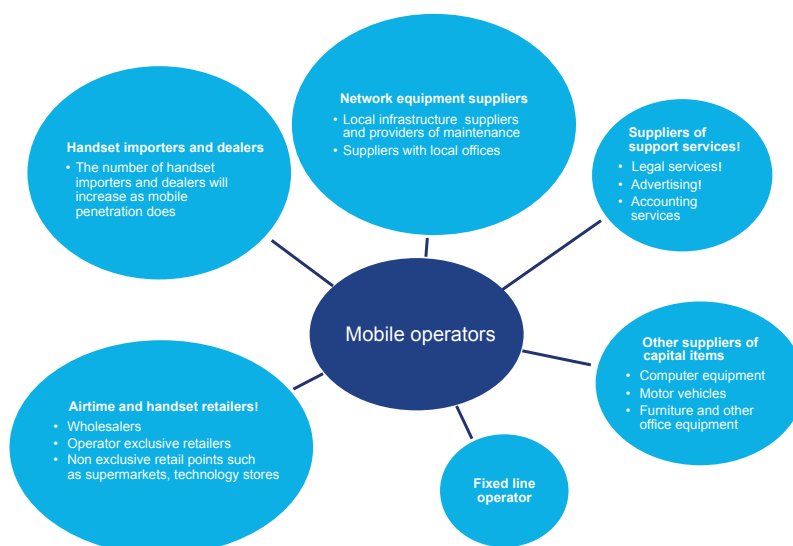 Network equipment suppliers
• Local infrastructure suppliers
and providers of maintenance
• Suppliers with local offices
Handset importers and dealers
• The number of handset
importers and dealers will
increase as mobile
penetration does
Suppliers of
support services!
• Legal services!
• Advertising!
• Accounting
services
Mobile operators
Other suppliers of
capital items
• Computer equipment
• Motor vehicles
• Furniture and other
office equipment
Airtime and handset retailers!
• Wholesalers
• Operator exclusive retailers
• Non exclusive retail points such
as supermarkets, technology stores
Fixed line
operator